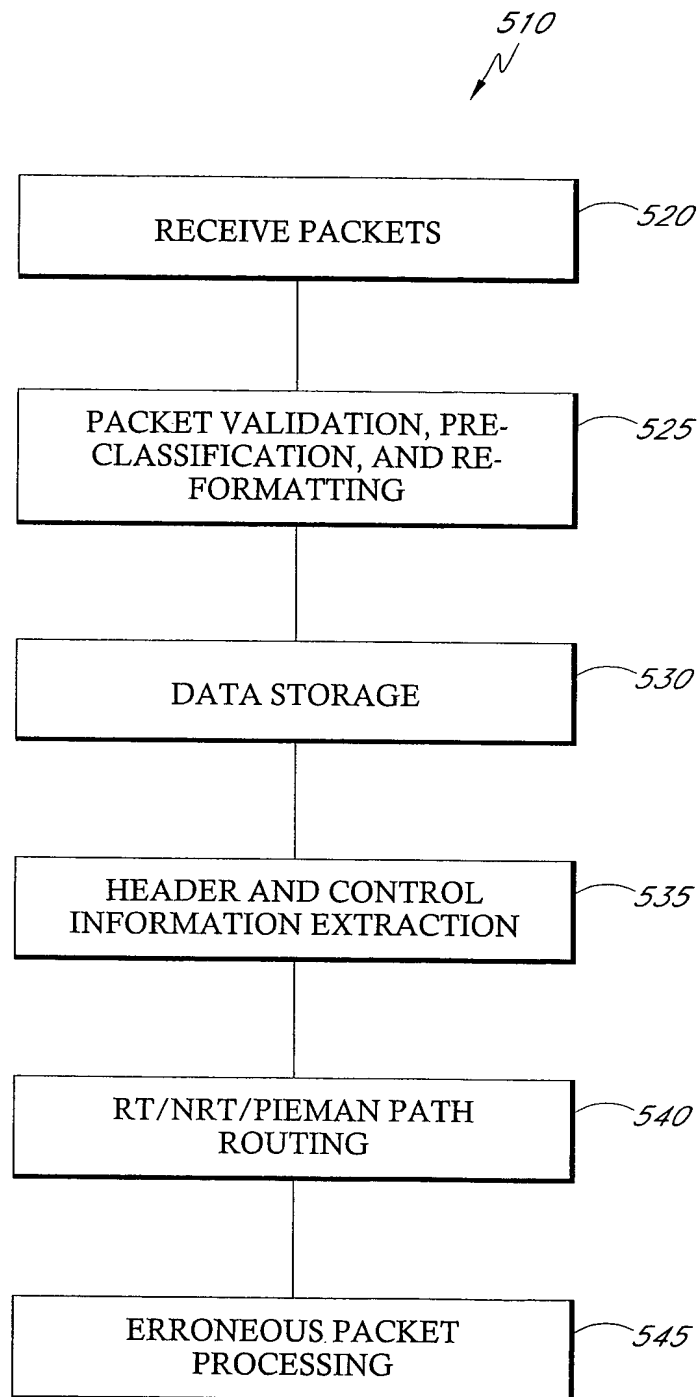 510
RECEIVE PACKETS
520
PACKET VALIDATION, PRE-
CLASSIFICATION, AND RE-
FORMATTING
525
DATA STORAGE
530
HEADER AND CONTROL
INFORMATION EXTRACTION
535
RT/NRT/PIEMAN PATH
ROUTING
540
ERRONEOUS PACKET
PROCESSING
545